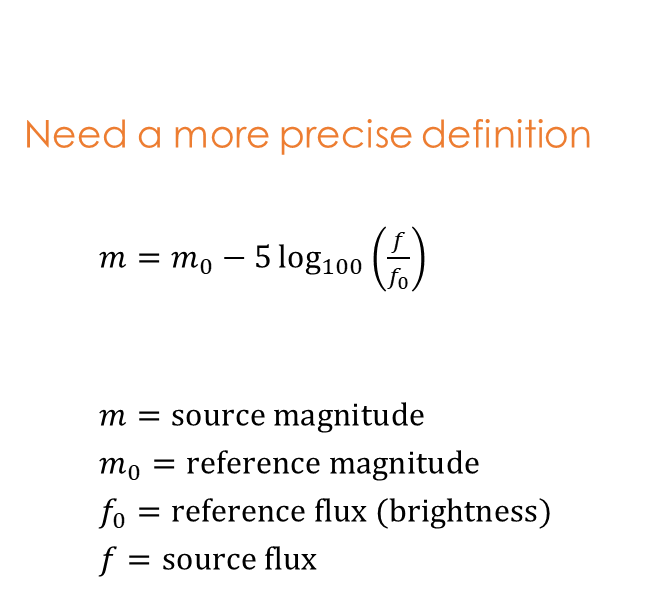 Need a more precise definition
m = m₀ − 5 log₁₀₀ (f/f₀)
m = source magnitude
m₀ = reference magnitude
f₀ = reference flux (brightness)
f = source flux